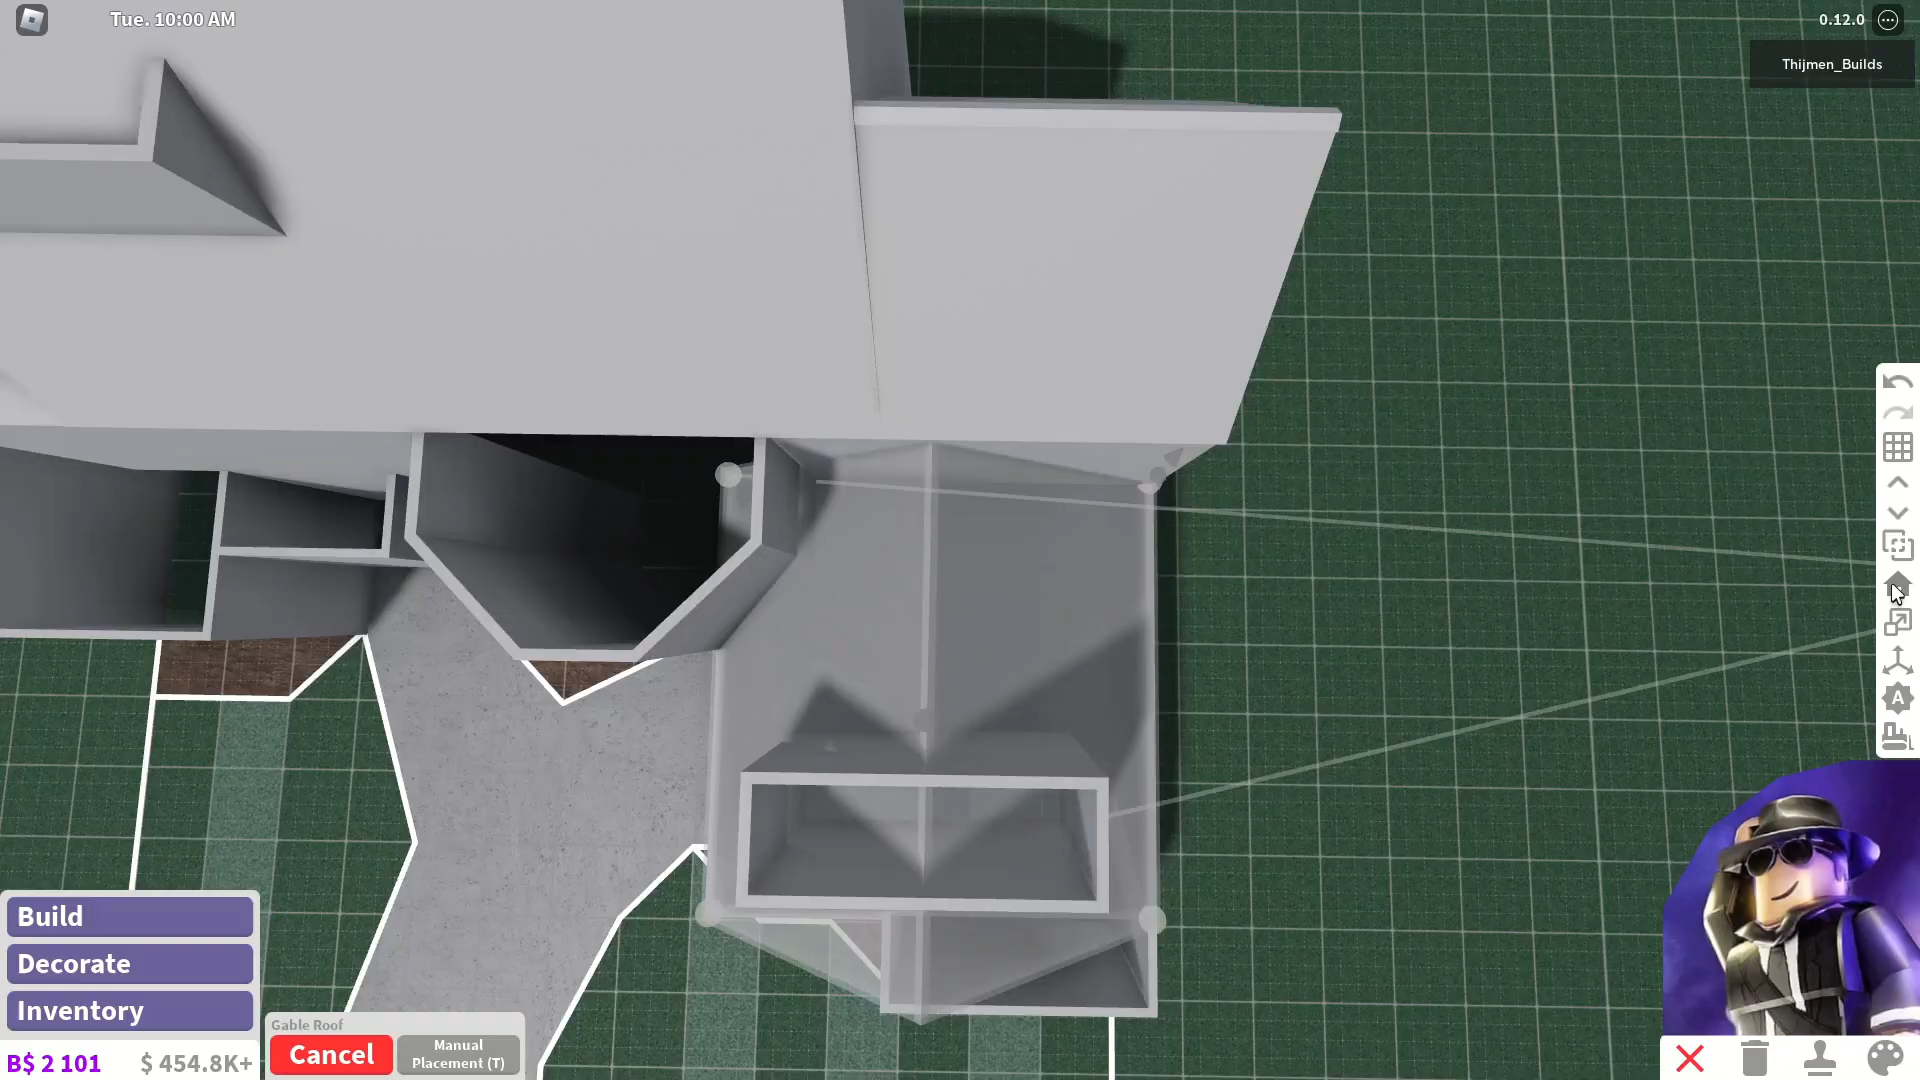 Tue. 10:00 AM
0.12.0
Thijmen_Builds
A
Build
Decorate
Inventory
Gable Roof
Cancel
Manual
Placement (T)
B$ 2 101
$ 454.8K+